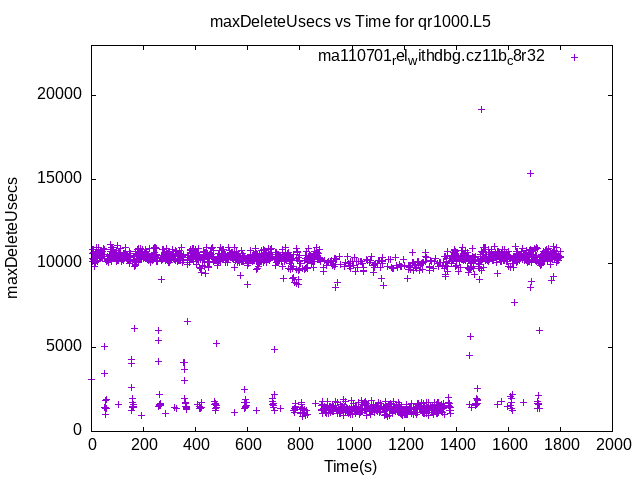 maxDeleteUsecs vs Time for qr1000.L5
ma110701relwithdbg.cz11bc8r32
20000
15000
10000
5000
0
maxDeleteUsecs
0 200 400 600 800 1000 1200 1400 1600 1800 2000
Time(s)